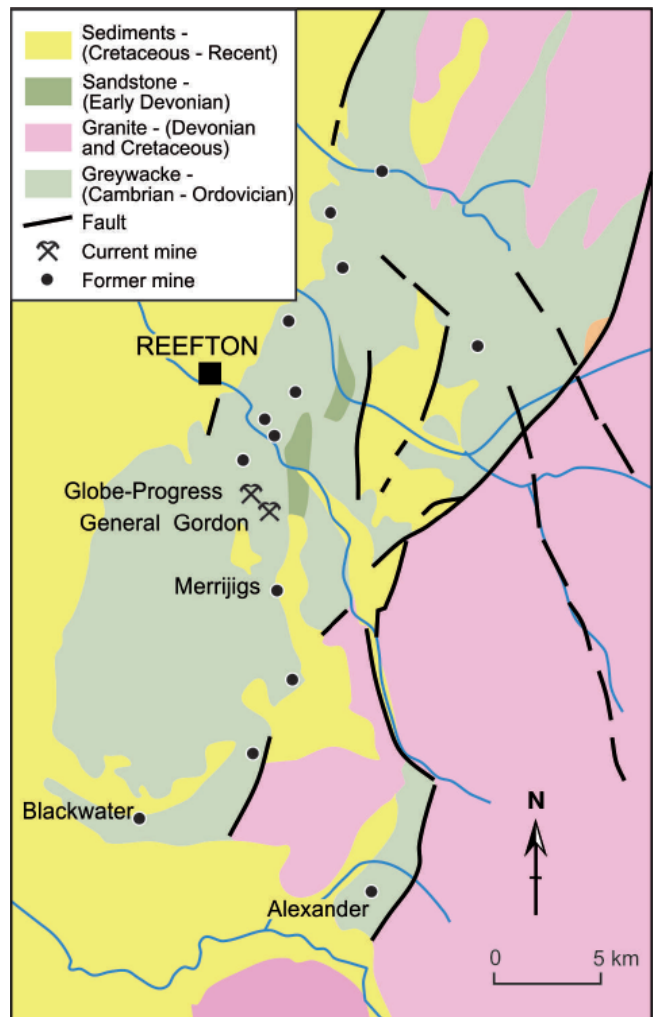 Sediments -
(Cretaceous - Recent)
Sandstone -
(Early Devonian)
Granite - (Devonian
and Cretaceous)
Greywacke -
(Cambrian - Ordovician)
Fault
Current mine
Former mine
REEFTON
Globe-Progress
General Gordon
Merrijigs
Blackwater
Alexander
N
0 5 km